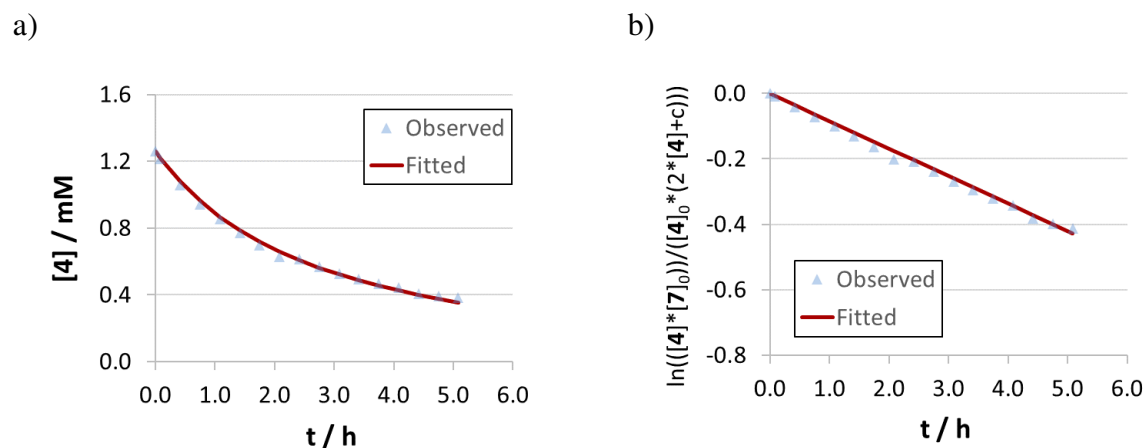 a)
[4] / mM
1.6
1.2
0.8
0.4
0.0
0.0 1.0 2.0 3.0 4.0 5.0 6.0
t / h
Observed
Fitted
b)
ln(([4]*[7]₀))/([4]₀*(2*[4]+c)))
0.0
-0.2
-0.4
-0.6
-0.8
0.0 1.0 2.0 3.0 4.0 5.0 6.0
t / h
Observed
Fitted